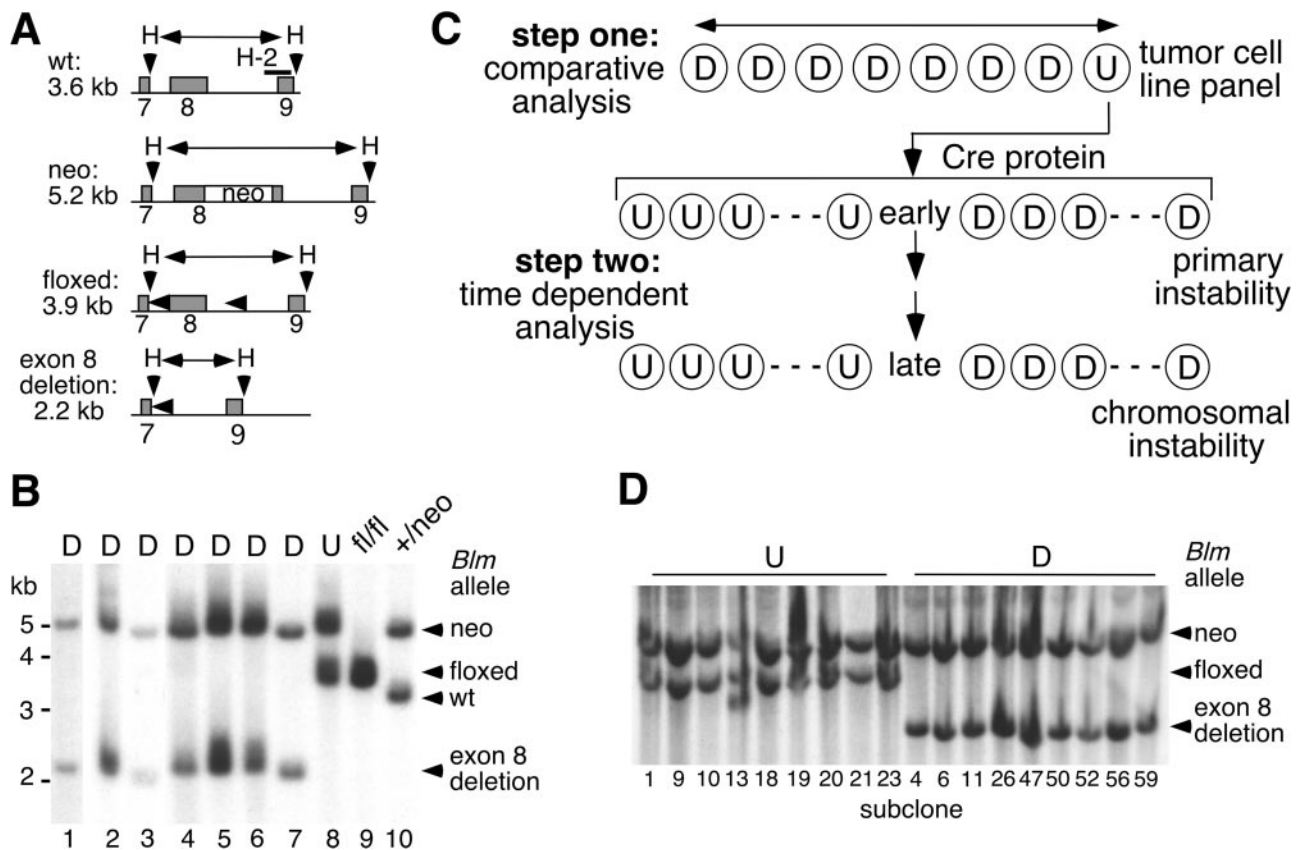 A
H H
H-2
wt:
3.6 kb
7 8 9
H H
neo:
5.2 kb
neo
7 8 9
H H
floxed:
3.9 kb
7 8 9
exon 8
deletion:
2.2 kb
H H
7 9
C
step one:
comparative
analysis
D D D D D D D U
tumor cell
line panel
Cre protein
U U U - - - U early D D D - - - D
step two:
time dependent
analysis
primary
instability
U U U - - - U late D D D - - - D
chromosomal
instability
B
D D D D D D D U fl/fl +/neo
Blm
allele
kb
5
4
3
2
neo
floxed
wt
exon 8
deletion
1 2 3 4 5 6 7 8 9 10
D
U D
Blm
allele
neo
floxed
exon 8
deletion
1 9 10 13 18 19 20 21 23 4 6 11 26 47 50 52 56 59
subclone